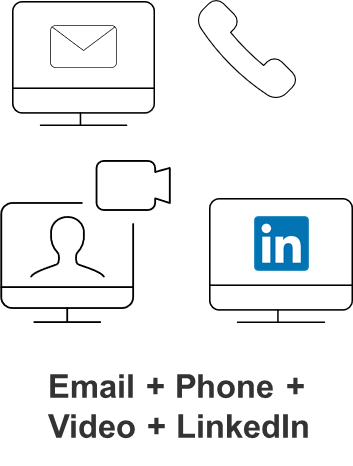 in
Email + Phone +
Video + LinkedIn